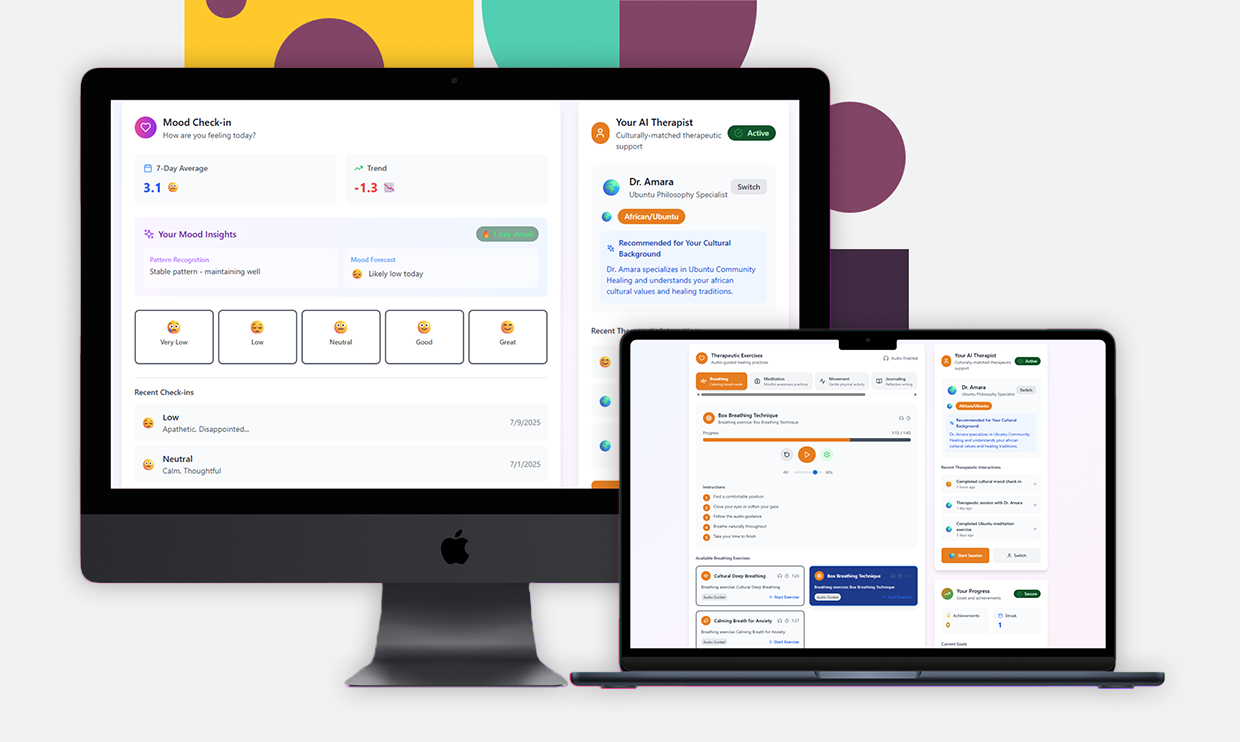 Mood Check-in
How are you feeling today?
7-Day Average
3.1
Trend
-1.3
Your Mood Insights
1-day streak
Pattern Recognition
Stable pattern - maintaining well
Mood Forecast
Likely low today
Very Low
Low
Neutral
Good
Great
Recent Check-ins
Low
Apathetic, Disappointed...
7/9/2025
Neutral
Calm, Thoughtful
7/1/2025
Your AI Therapist
Culturally-matched therapeutic
support
Active
Dr. Amara
Ubuntu Philosophy Specialist
Switch
African/Ubuntu
Recommended for Your Cultural
Background
Dr. Amara specializes in Ubuntu Community
Healing and understands your african
cultural values and healing traditions.
Therapeutic Exercises
Audio-guided healing practices
Audio Enabled
Breathing
Calming breath work
Meditation
Mindful awareness practices
Movement
Gentle physical activity
Journaling
Reflective writing
Box Breathing Technique
Breathing exercise: Box Breathing Technique
Progress
1:13 / 1:42
80%
Instructions
1 Find a comfortable position
2 Close your eyes or soften your gaze
3 Follow the audio guidance
4 Breathe naturally throughout
5 Take your time to finish
Available Breathing Exercises
Cultural Deep Breathing
1:23
Breathing exercise: Cultural Deep Breathing
Audio Guided
Start Exercise
Box Breathing Technique
Breathing exercise: Box Breathing Technique
Audio Guided
Start Exercise
Calming Breath for Anxiety
1:27
Breathing exercise: Calming Breath for Anxiety
Audio Guided
Start Exercise
Your AI Therapist
Culturally-matched therapeutic
support
Active
Dr. Amara
Ubuntu Philosophy Specialist
Switch
African/Ubuntu
Recommended for Your Cultural
Background
Dr. Amara specializes in Ubuntu Community
Healing and understands your african
cultural values and healing traditions.
Recent Therapeutic Interactions
Completed cultural mood check-in
2 hours ago
Therapeutic session with Dr. Amara
1 day ago
Completed Ubuntu meditation
exercise
2 days ago
Start Session
Switch
Your Progress
Goals and achievements
Secure
Achievements
0
Streak
1
Current Goals